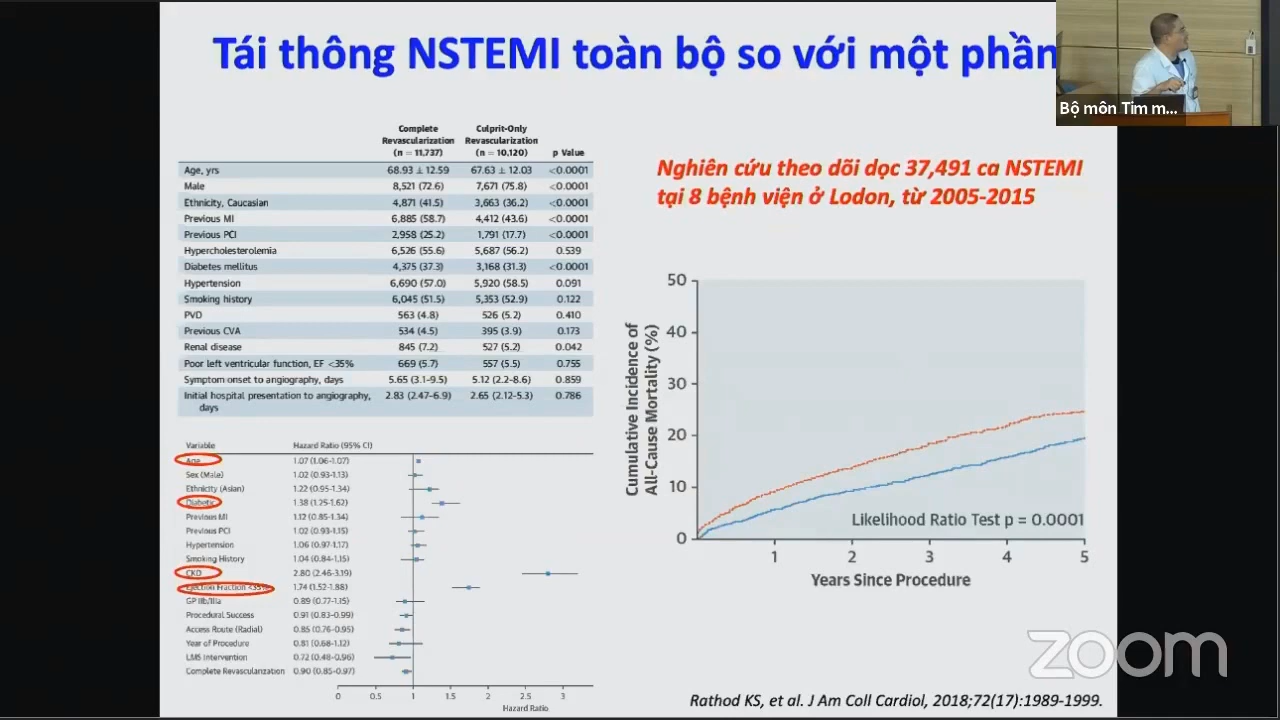 Tái thông NSTEMI toàn bộ so với một phần
Bộ môn Tim m...
Complete Revascularization (n = 11,737) Culprit-Only Revascularization (n = 10,120) p Value
Age, yrs 68.93 ± 12.59 67.63 ± 12.03 <0.0001
Male 8,521 (72.6) 7,671 (75.8) <0.0001
Ethnicity, Caucasian 4,871 (41.5) 3,663 (36.2) <0.0001
Previous MI 6,885 (58.7) 4,412 (43.6) <0.0001
Previous PCI 2,958 (25.2) 1,791 (17.7) <0.0001
Hypercholesterolemia 6,526 (55.6) 5,687 (56.2) 0.539
Diabetes mellitus 4,375 (37.3) 3,168 (31.3) <0.0001
Hypertension 6,690 (57.0) 5,920 (58.5) 0.091
Smoking history 6,045 (51.5) 5,353 (52.9) 0.122
PVD 563 (4.8) 526 (5.2) 0.410
Previous CVA 534 (4.5) 395 (3.9) 0.173
Renal disease 845 (7.2) 527 (5.2) 0.042
Poor left ventricular function, EF <35% 669 (5.7) 557 (5.5) 0.755
Symptom onset to angiography, days 5.65 (3.1-9.5) 5.12 (2.2-8.6) 0.859
Initial hospital presentation to angiography, 2.83 (2.47-6.9) 2.65 (2.12-5.3) 0.786
days
Variable Hazard Ratio (95% CI)
Age 1.07 (1.06-1.07)
Sex (Male) 1.02 (0.93-1.13)
Ethnicity (Asian) 1.22 (0.95-1.34)
Diabetic 1.38 (1.25-1.62)
Previous MI 1.12 (0.85-1.34)
Previous PCI 1.02 (0.93-1.15)
Hypertension 1.06 (0.97-1.17)
Smoking History 1.04 (0.84-1.15)
CKD 2.80 (2.46-3.19)
Ejection Fraction <35% 1.74 (1.52-1.88)
GP IIb/IIIa 0.89 (0.77-1.15)
Procedural Success 0.91 (0.83-0.99)
Access Route (Radial) 0.85 (0.76-0.95)
Year of Procedure 0.81 (0.68-1.12)
LMS Intervention 0.72 (0.48-0.96)
Complete Revascularization 0.90 (0.85-0.97)
0 0.5 1 1.5 2 2.5 3
Hazard Ratio
Nghiên cứu theo dõi dọc 37,491 ca NSTEMI
tại 8 bệnh viện ở Lodon, từ 2005-2015
Cumulative Incidence of
All-Cause Mortality (%)
50
40
30
20
10
0
Likelihood Ratio Test p = 0.0001
1 2 3 4 5
Years Since Procedure
zoom
Rathod KS, et al. J Am Coll Cardiol, 2018;72(17):1989-1999.